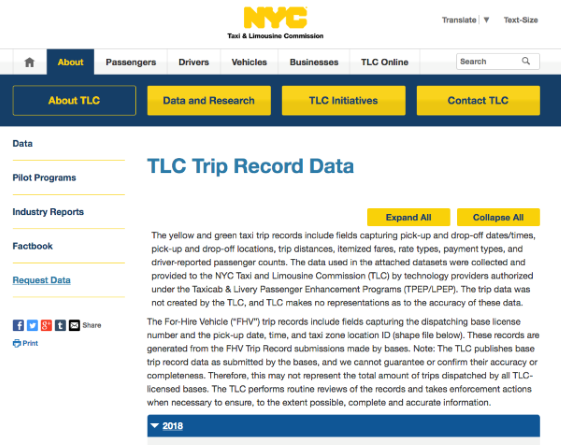 NYC
Taxi & Limousine Commission
Translate | ▼ Text-Size
About Passengers Drivers Vehicles Businesses TLC Online Search
About TLC Data and Research TLC Initiatives Contact TLC
Data
Pilot Programs
Industry Reports
Factbook
Request Data
Share
Print
TLC Trip Record Data
Expand All Collapse All
The yellow and green taxi trip records include fields capturing pick-up and drop-off dates/times,
pick-up and drop-off locations, trip distances, itemized fares, rate types, payment types, and
driver-reported passenger counts. The data used in the attached datasets were collected and
provided to the NYC Taxi and Limousine Commission (TLC) by technology providers authorized
under the Taxicab & Livery Passenger Enhancement Programs (TPEP/LPEP). The trip data was
not created by the TLC, and TLC makes no representations as to the accuracy of these data.
The For-Hire Vehicle (“FHV”) trip records include fields capturing the dispatching base license
number and the pick-up date, time, and taxi zone location ID (shape file below). These records are
generated from the FHV Trip Record submissions made by bases. Note: The TLC publishes base
trip record data as submitted by the bases, and we cannot guarantee or confirm their accuracy or
completeness. Therefore, this may not represent the total amount of trips dispatched by all TLC-
licensed bases. The TLC performs routine reviews of the records and takes enforcement actions
when necessary to ensure, to the extent possible, complete and accurate information.
2018